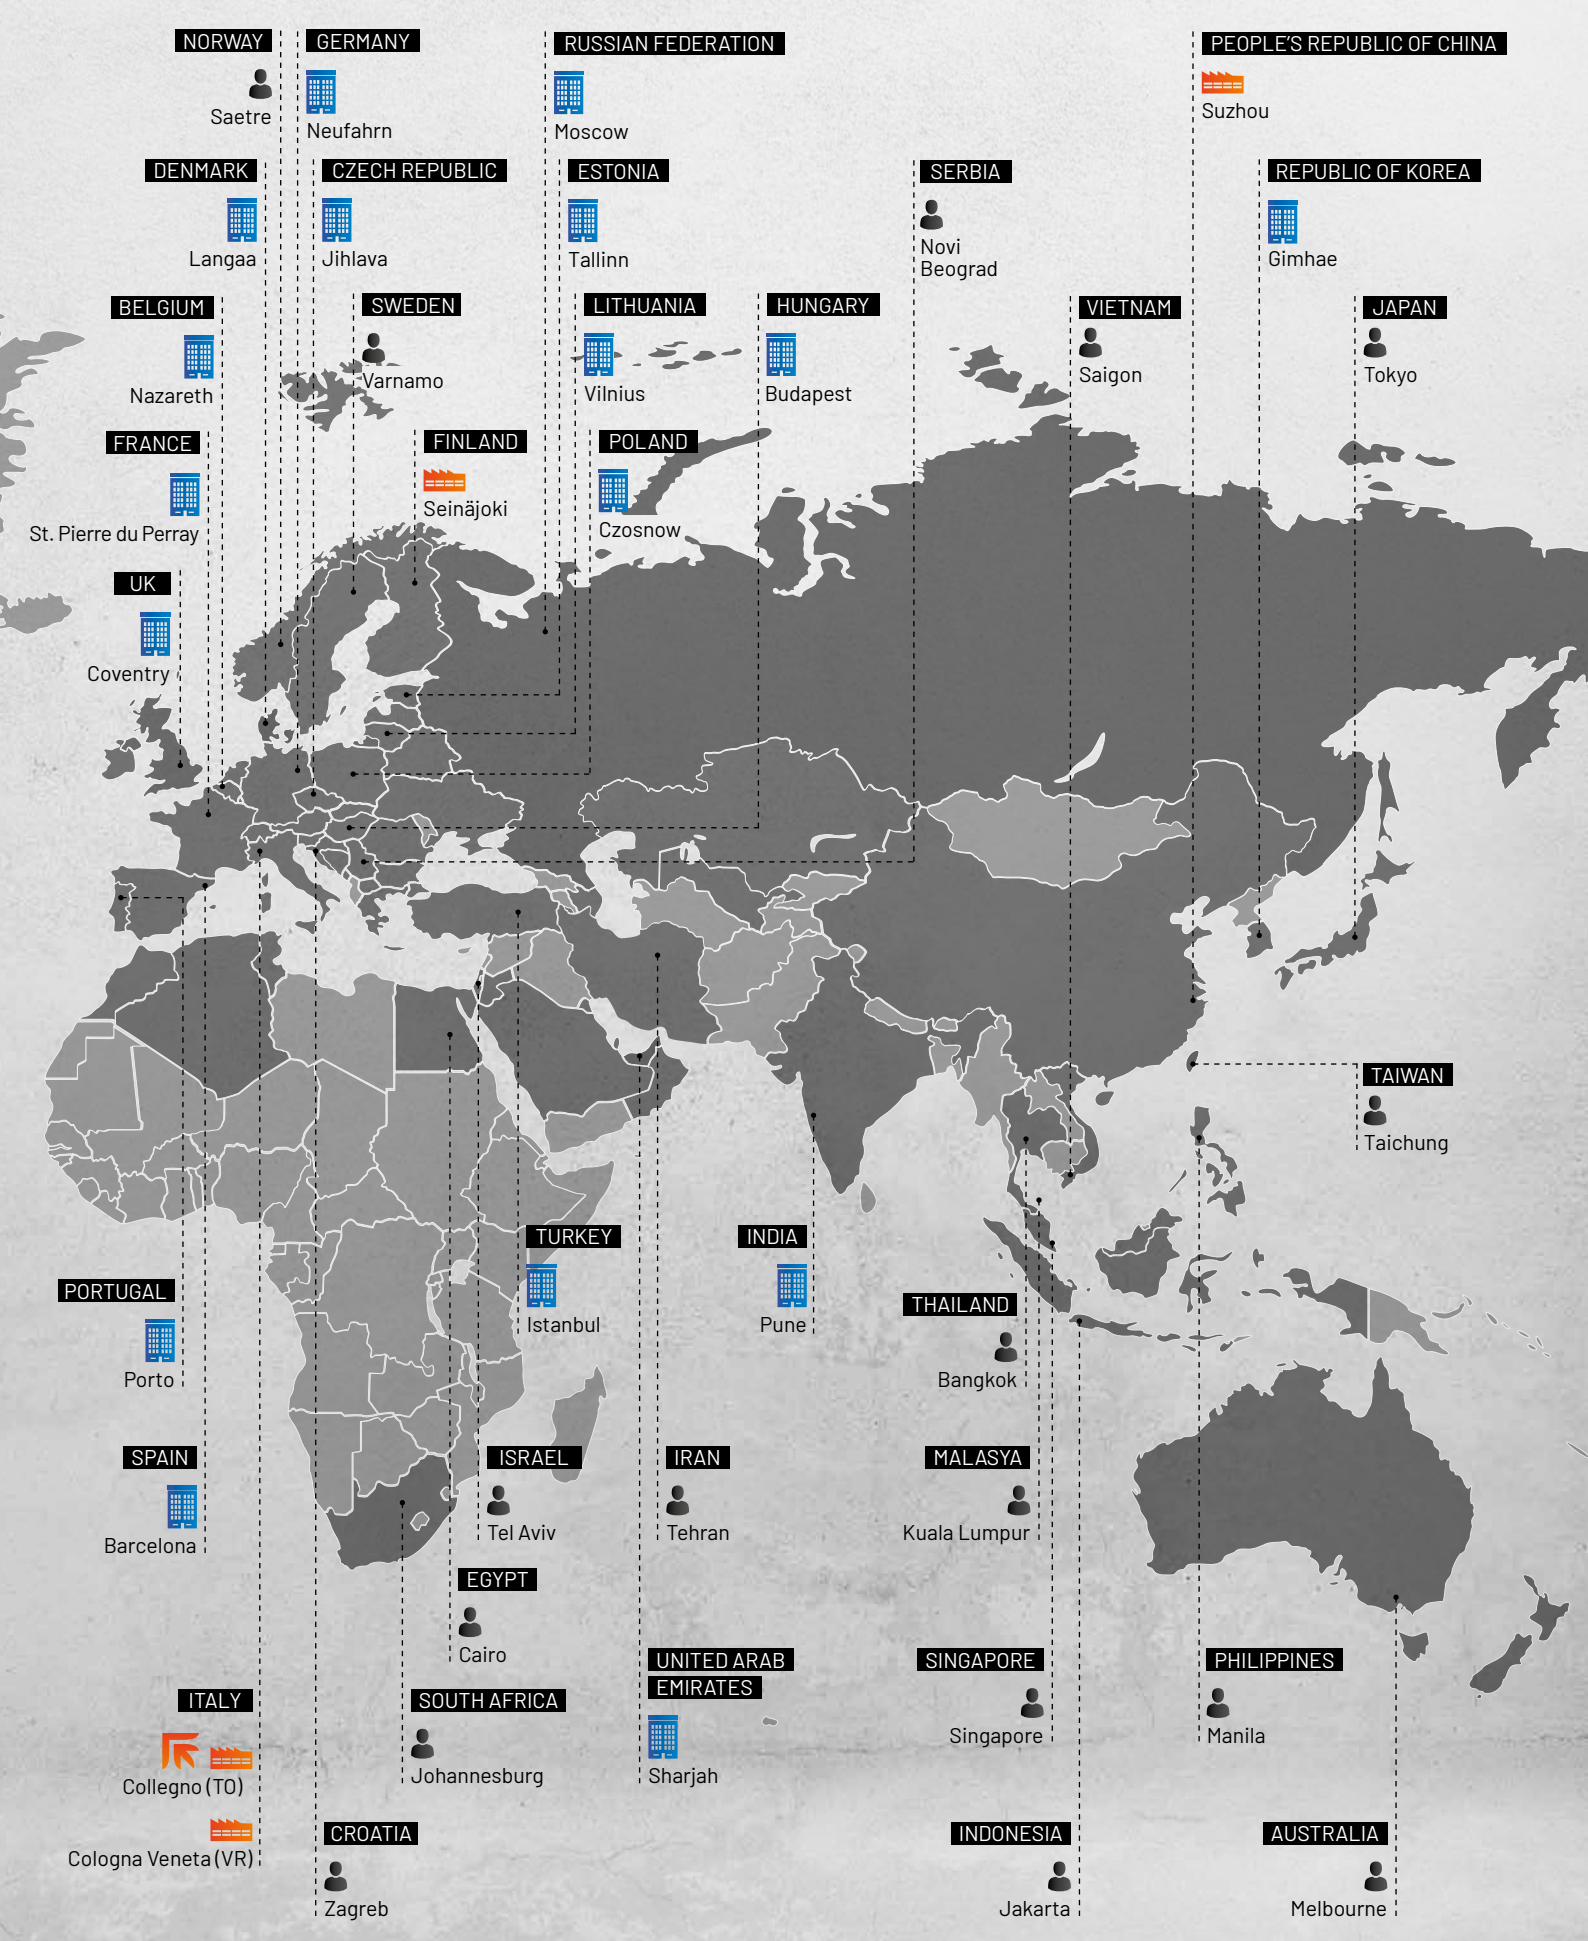 NORWAY
Saetre
GERMANY
Neufahrn
RUSSIAN FEDERATION
Moscow
PEOPLE'S REPUBLIC OF CHINA
Suzhou
DENMARK
Langaa
CZECH REPUBLIC
Jihlava
ESTONIA
Tallinn
SERBIA
Novi
Beograd
REPUBLIC OF KOREA
Gimhae
BELGIUM
Nazareth
SWEDEN
Varnamo
LITHUANIA
Vilnius
HUNGARY
Budapest
VIETNAM
Saigon
JAPAN
Tokyo
FRANCE
St. Pierre du Perray
FINLAND
Seinäjoki
POLAND
Czosnow
UK
Coventry
TAIWAN
Taichung
TURKEY
Istanbul
INDIA
Pune
PORTUGAL
Porto
THAILAND
Bangkok
SPAIN
Barcelona
ISRAEL
Tel Aviv
IRAN
Tehran
MALASYA
Kuala Lumpur
EGYPT
Cairo
UNITED ARAB
EMIRATES
Sharjah
SINGAPORE
Singapore
PHILIPPINES
Manila
ITALY
Collegno (TO)
Cologna Veneta (VR)
SOUTH AFRICA
Johannesburg
CROATIA
Zagreb
INDONESIA
Jakarta
AUSTRALIA
Melbourne